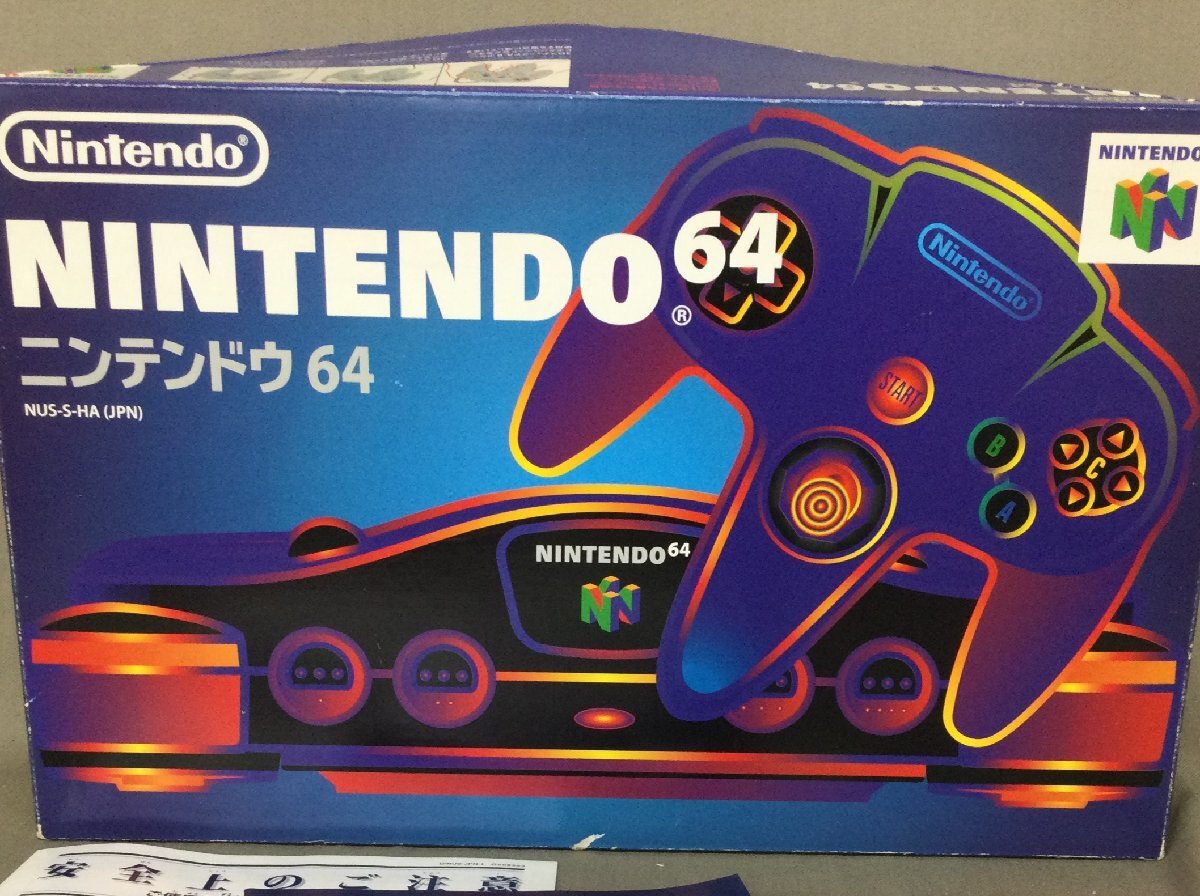 Nintendo®
NINTENDO64®
ニンテンドウ64
NUS-S-HA (JPN)
NINTENDO
Nintendo
START
B
A
C
NINTENDO64
NINTENDO64
安全上のご注意